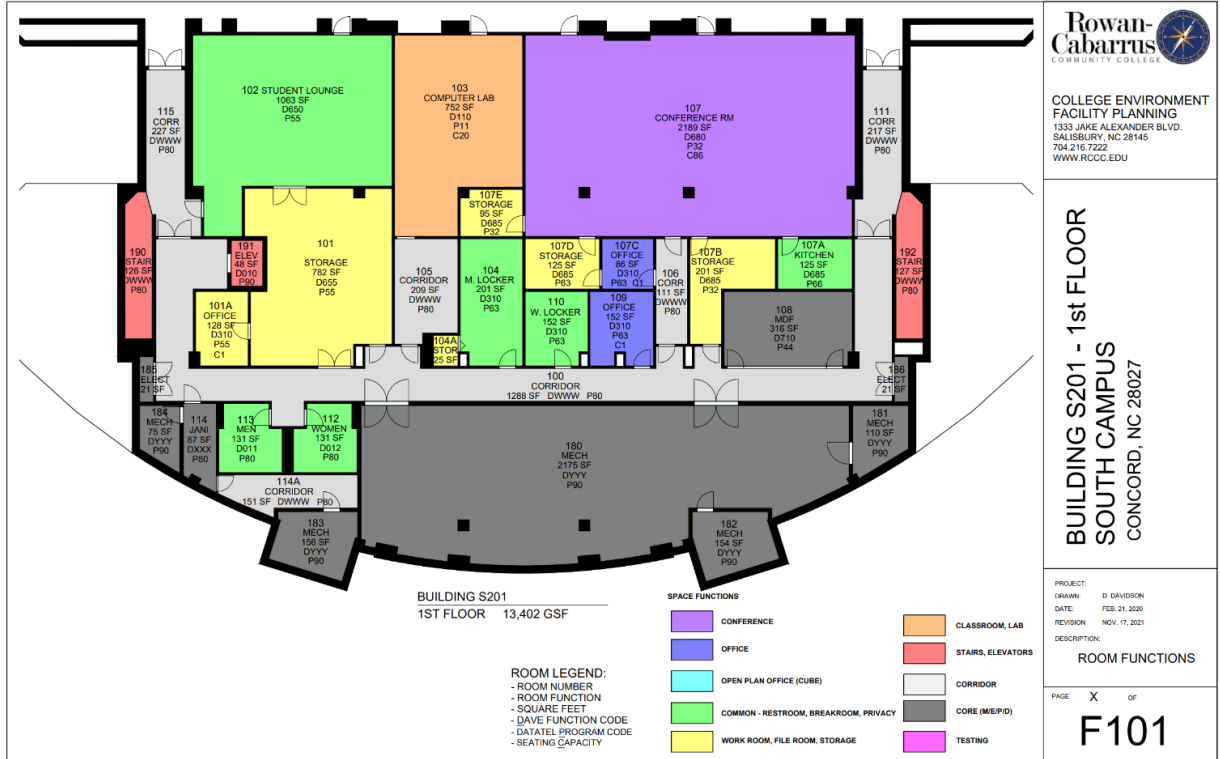 102 STUDENT LOUNGE
1063 SF
D650
P55
103
COMPUTER LAB
752 SF
D110
P11
C20
107
CONFERENCE RM
2189 SF
D680
P32
C86
115
CORR
227 SF
DWWW
P80
111
CORR
217 SF
DWWW
P80
107E
STORAGE
95 SF
D685
P32
190
STAIR
126 SF
DWWW
P80
191
ELEV
48 SF
D010
P90
101
STORAGE
782 SF
D655
P55
105
CORRIDOR
209 SF
DWWW
P80
104
M. LOCKER
201 SF
D310
P63
107D
STORAGE
125 SF
D685
P63
107C
OFFICE
86 SF
D310
P63 C1
106
CORR
111 SF
DWWW
P80
107B
STORAGE
201 SF
D685
P32
107A
KITCHEN
125 SF
D685
P66
192
STAIR
127 SF
DWWW
P80
101A
OFFICE
128 SF
D310
P55
C1
110
W. LOCKER
152 SF
D310
P63
109
OFFICE
152 SF
D310
P63
C1
108
MDF
316 SF
D710
P44
104A
STOR
25 SF
185
ELECT
21 SF
100
CORRIDOR
1288 SF DWWW P80
186
ELECT
21 SF
184
MECH
75 SF
DYYY
P90
114
JANI
87 SF
DXXX
P80
113
MEN
131 SF
D011
P80
112
WOMEN
131 SF
D012
P80
180
MECH
2175 SF
DYYY
P90
181
MECH
110 SF
DYYY
P90
114A
CORRIDOR
151 SF DWWW P80
183
MECH
156 SF
DYYY
P90
182
MECH
154 SF
DYYY
P90
BUILDING S201
1ST FLOOR 13,402 GSF
ROOM LEGEND:
- ROOM NUMBER
- ROOM FUNCTION
- SQUARE FEET
- DAVE FUNCTION CODE
- DATATEL PROGRAM CODE
- SEATING CAPACITY
SPACE FUNCTIONS
CONFERENCE
OFFICE
OPEN PLAN OFFICE (CUBE)
COMMON - RESTROOM, BREAKROOM, PRIVACY
WORK ROOM, FILE ROOM, STORAGE
CLASSROOM, LAB
STAIRS, ELEVATORS
CORRIDOR
CORE (M/E/P/D)
TESTING
Rowan-
Cabarrus
COMMUNITY COLLEGE
COLLEGE ENVIRONMENT
FACILITY PLANNING
1333 JAKE ALEXANDER BLVD.
SALISBURY, NC 28145
704.216.7222
WWW.RCCC.EDU
BUILDING S201 - 1st FLOOR
SOUTH CAMPUS
CONCORD, NC 28027
PROJECT:
DRAWN: D. DAVIDSON
DATE: FEB. 21, 2020
REVISION NOV. 17, 2021
DESCRIPTION:
ROOM FUNCTIONS
PAGE X OF
F101